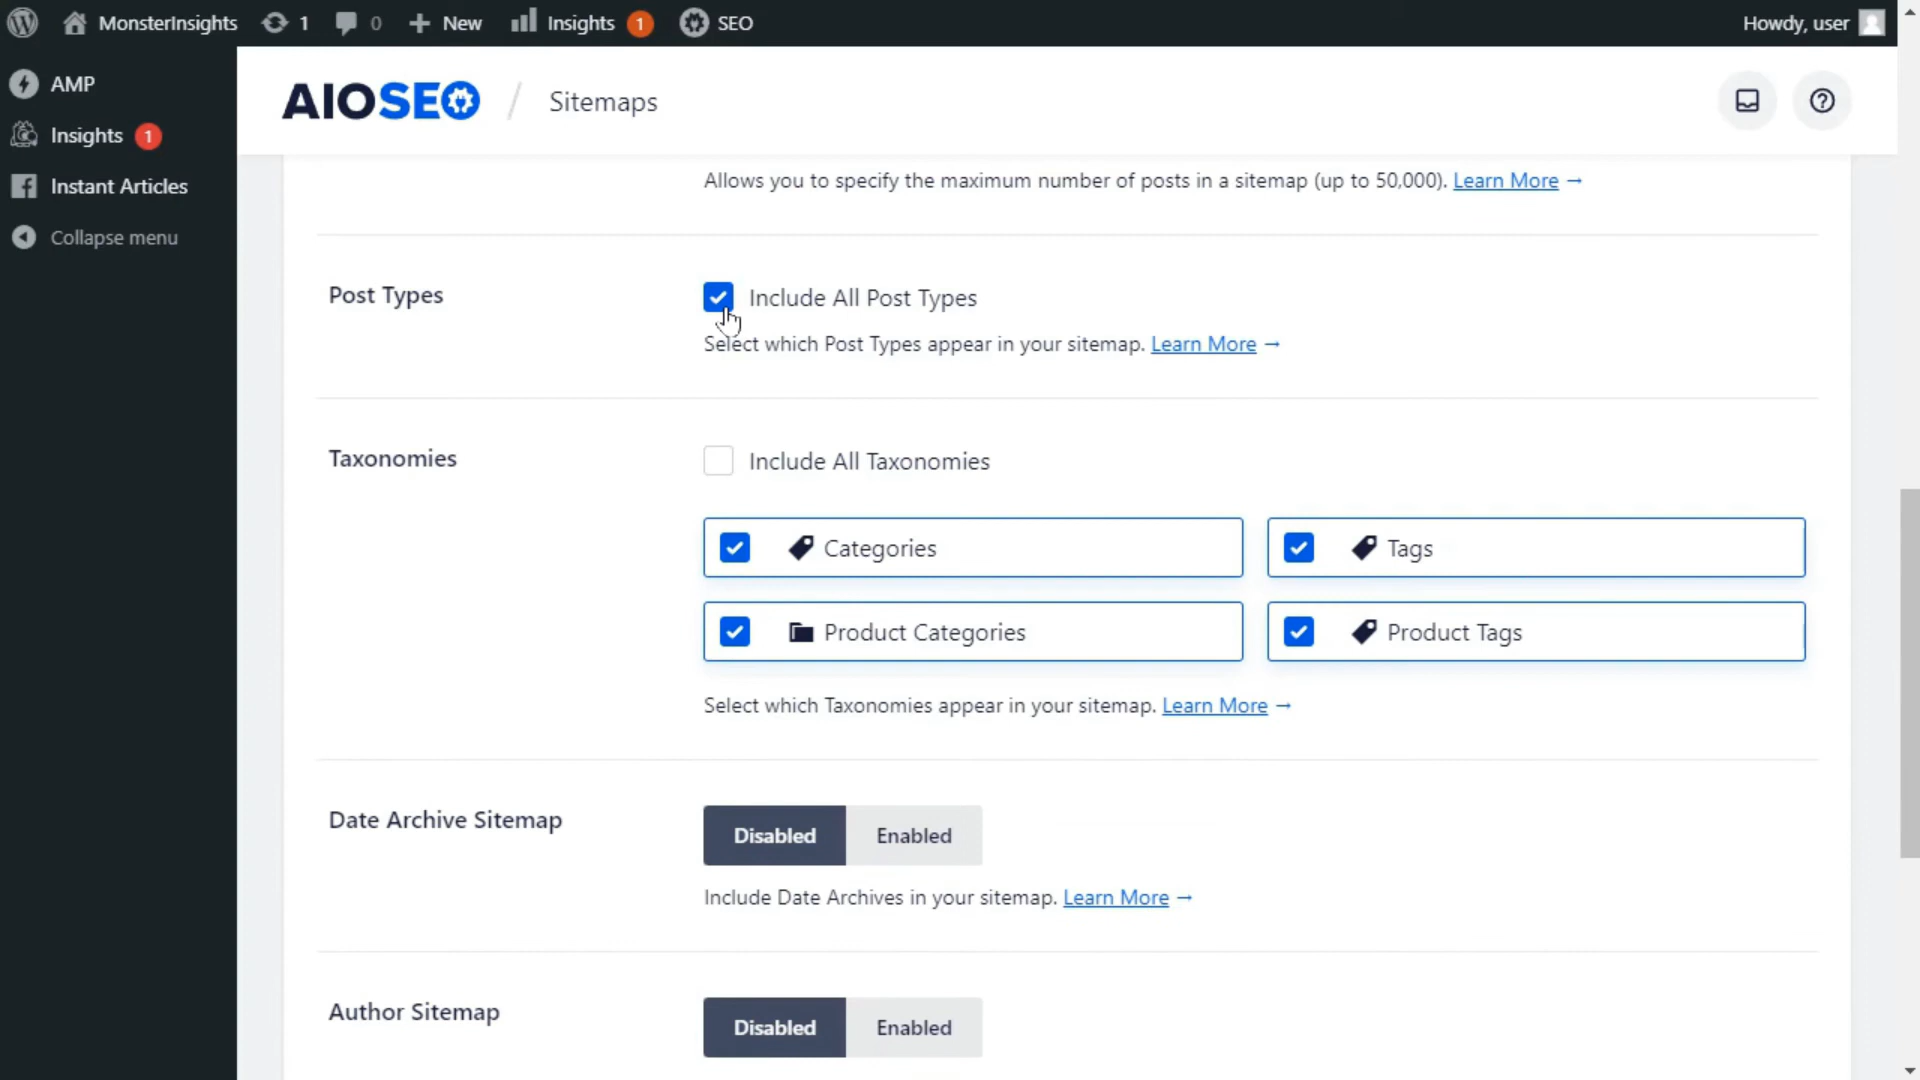 MonsterInsights 1 0 New Insights 1 SEO Howdy, user
AMP
Insights 1
Instant Articles
Collapse menu
AIOSEO / Sitemaps
Allows you to specify the maximum number of posts in a sitemap (up to 50,000). Learn More →
Post Types
Include All Post Types
Select which Post Types appear in your sitemap. Learn More →
Taxonomies
Include All Taxonomies
Categories
Tags
Product Categories
Product Tags
Select which Taxonomies appear in your sitemap. Learn More →
Date Archive Sitemap
Disabled Enabled
Include Date Archives in your sitemap. Learn More →
Author Sitemap
Disabled Enabled